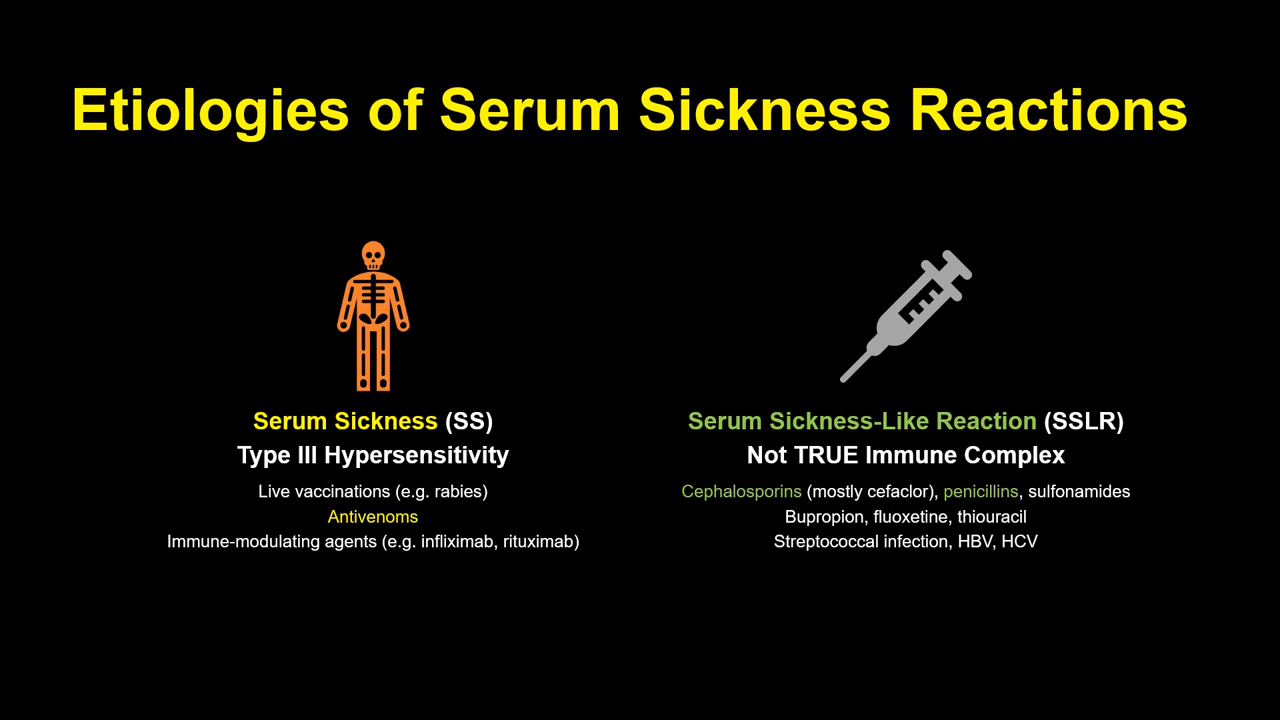 Etiologies of Serum Sickness Reactions
Serum Sickness (SS)
Type III Hypersensitivity
Live vaccinations (e.g. rabies)
Antivenoms
Immune-modulating agents (e.g. infliximab, rituximab)
Serum Sickness-Like Reaction (SSLR)
Not TRUE Immune Complex
Cephalosporins (mostly cefaclor), penicillins, sulfonamides
Bupropion, fluoxetine, thiouracil
Streptococcal infection, HBV, HCV